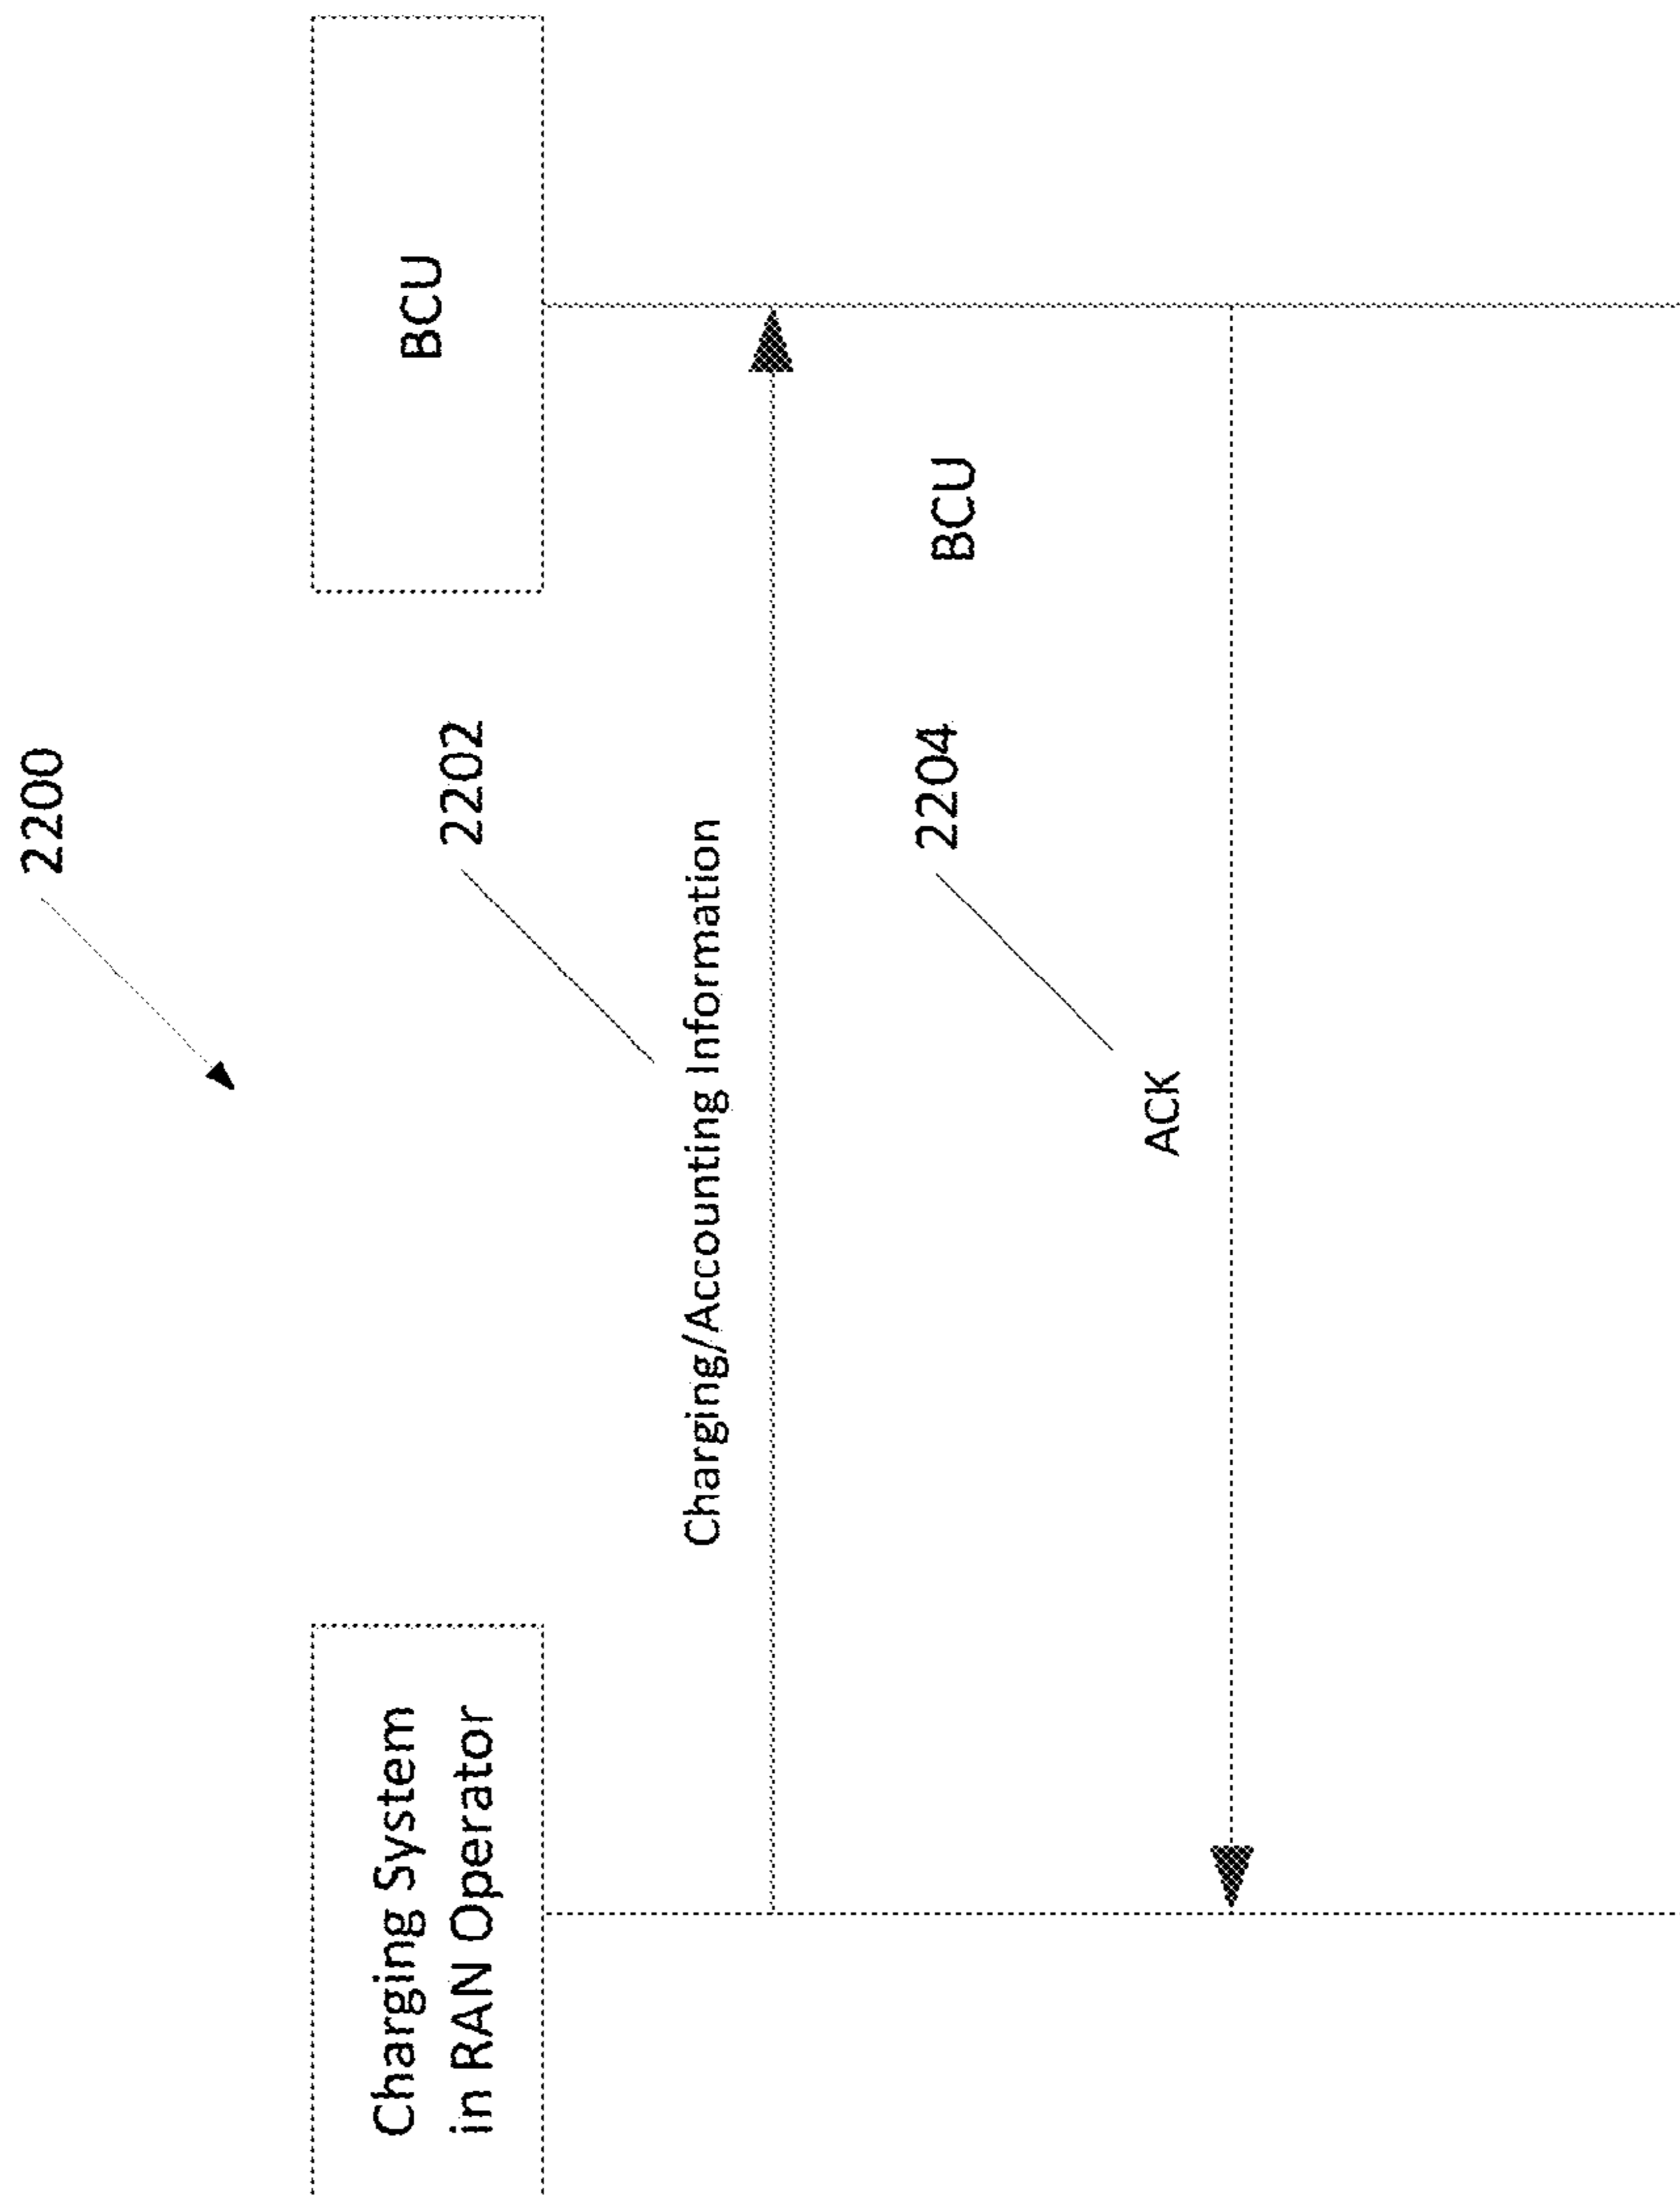 2200
Charging System
in RAN Operator
BCU
2202
Charging/Accounting Information
2204
BCU
ACK